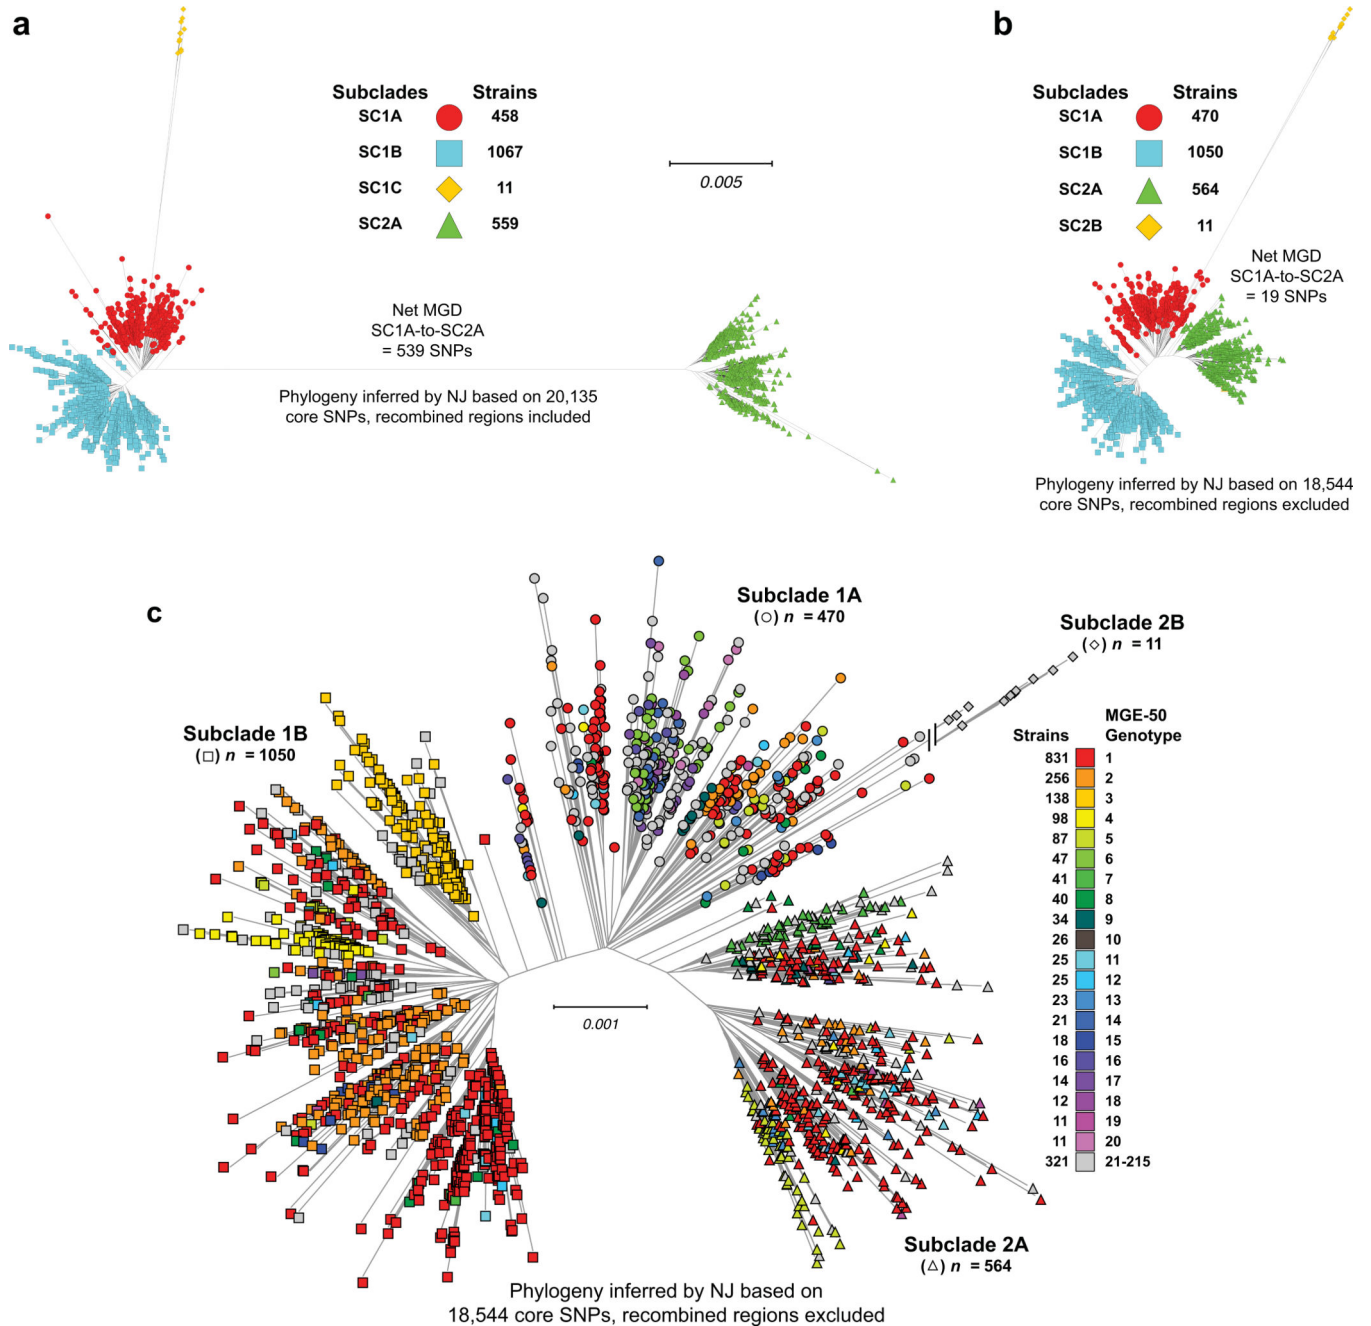 a
Subclades Strains
SC1A 458
SC1B 1067
SC1C 11
SC2A 559
0.005
Net MGD
SC1A-to-SC2A
= 539 SNPs
Phylogeny inferred by NJ based on 20,135
core SNPs, recombined regions included
b
Subclades Strains
SC1A 470
SC1B 1050
SC2A 564
SC2B 11
Net MGD
SC1A-to-SC2A
= 19 SNPs
Phylogeny inferred by NJ based on 18,544
core SNPs, recombined regions excluded
c
Subclade 1A
(○) n = 470
Subclade 2B
(◇) n = 11
Subclade 1B
(□) n = 1050
MGE-50
Strains Genotype
831 1
256 2
138 3
98 4
87 5
47 6
41 7
40 8
34 9
26 10
25 11
25 12
23 13
21 14
18 15
16 16
14 17
12 18
11 19
11 20
321 21-215
0.001
Subclade 2A
(△) n = 564
Phylogeny inferred by NJ based on
18,544 core SNPs, recombined regions excluded